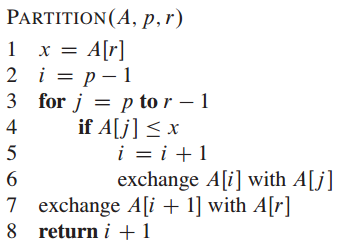 PARTITION(A, p, r)
1 x = A[r]
2 i = p − 1
3 for j = p to r − 1
4 if A[j] ≤ x
5 i = i + 1
6 exchange A[i] with A[j]
7 exchange A[i + 1] with A[r]
8 return i + 1